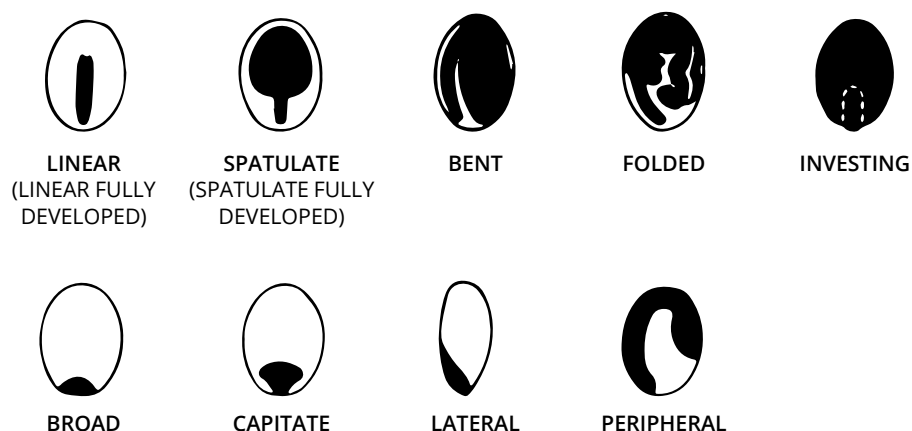 LINEAR
(LINEAR FULLY
DEVELOPED)
SPATULATE
(SPATULATE FULLY
DEVELOPED)
BENT
FOLDED
INVESTING
BROAD
CAPITATE
LATERAL
PERIPHERAL